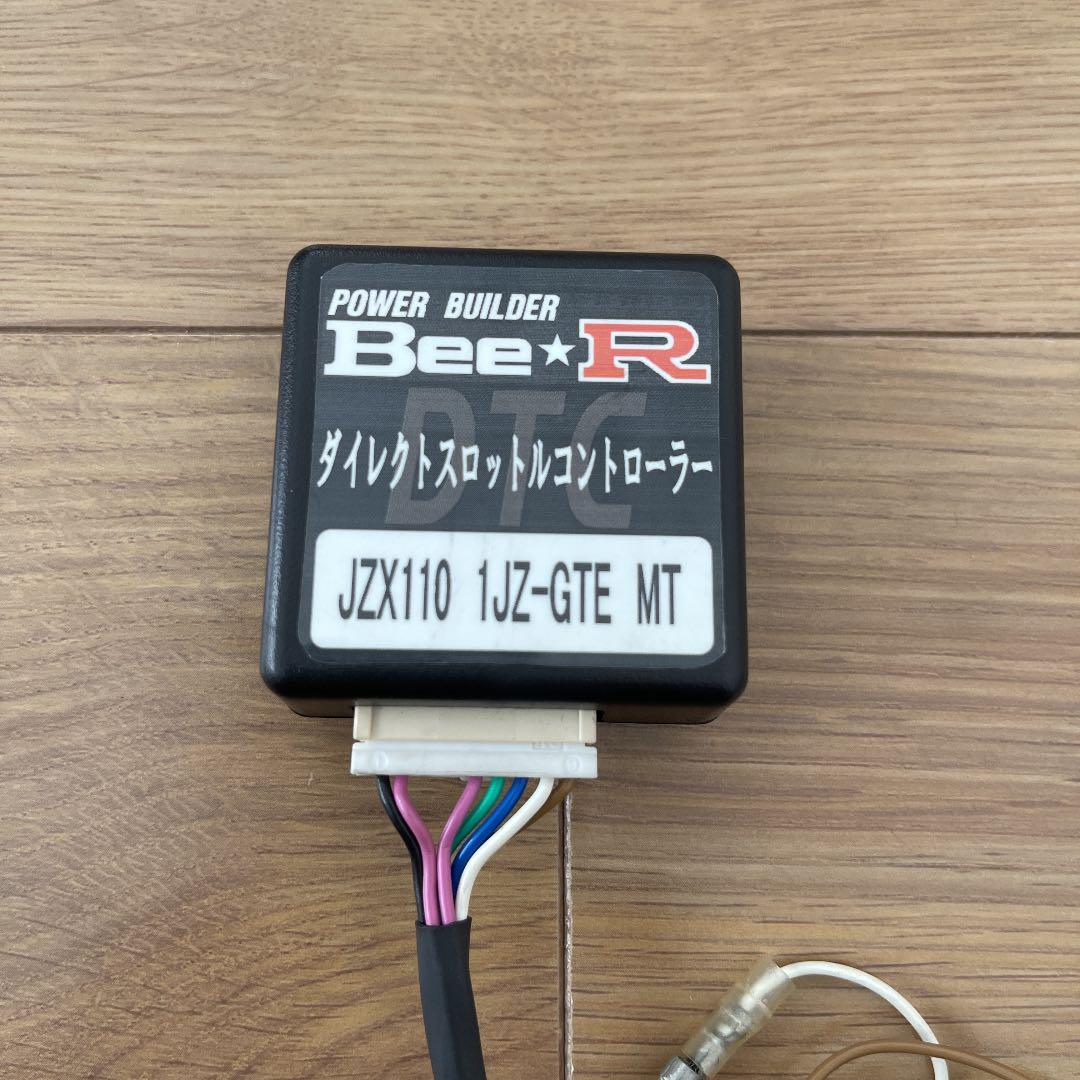 POWER BUILDER
Bee★R
DTC
ダイレクトスロットルコントローラー
JZX110 1JZ-GTE MT